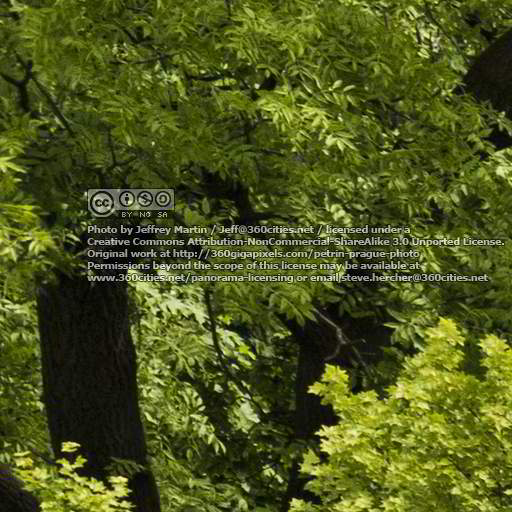 cc
BY NC SA
Photo by Jeffrey Martin / Jeff@360cities.net / licensed under a
Creative Commons Attribution-NonCommercial-ShareAlike 3.0 Unported License.
Original work at http://360gigapixels.com/petrin-prague-photo
Permissions beyond the scope of this license may be available at
www.360cities.net/panorama-licensing or email steve.hercher@360cities.net